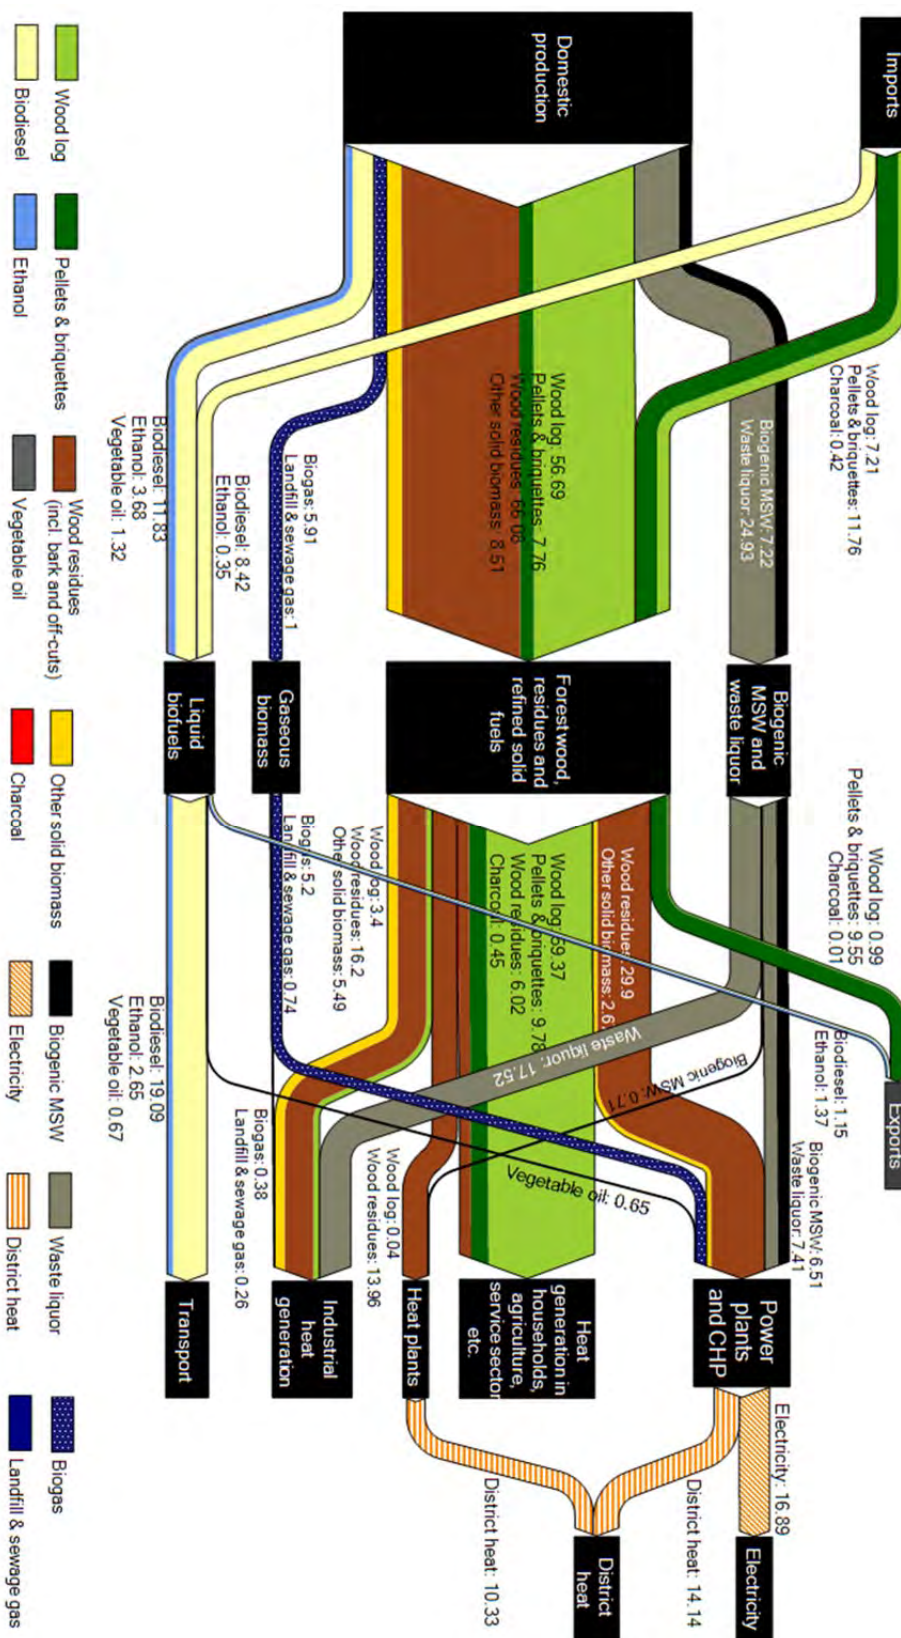 Imports
Domestic
production
Wood log: 7.21
Pellets & briquettes: 11.76
Charcoal: 0.42
Biogenic MSW: 7.22
Waste liquor: 24.93
Wood log: 56.69
Pellets & briquettes: 7.76
Wood residues: 66.08
Other solid biomass: 8.51
Biogas: 5.91
Landfill & sewage gas: 1
Biodiesel: 8.42
Ethanol: 0.35
Biodiesel: 11.83
Ethanol: 3.68
Vegetable oil: 1.32
Biogenic
MSW and
waste liquor
Forest wood,
residues and
refined solid
fuels
Gaseous
biomass
Liquid
biofuels
Wood log: 0.99
Pellets & briquettes: 9.55
Charcoal: 0.01
Biodiesel: 1.15
Ethanol: 1.37
Exports
Biogenic MSW: 6.51
Waste liquor: 7.41
Wood residues: 29.9
Other solid biomass: 2.6
Wood log: 59.37
Pellets & briquettes: 9.78
Wood residues: 6.02
Charcoal: 0.45
Wood log: 3.4
Wood residues: 16.2
Other solid biomass: 5.49
Biogas: 5.2
Landfill & sewage gas: 0.74
Waste liquor: 17.52
Biogenic MSW: 0.71
Vegetable oil: 0.65
Wood log: 0.04
Wood residues: 13.96
Biogas: 0.38
Landfill & sewage gas: 0.26
Biodiesel: 19.09
Ethanol: 2.65
Vegetable oil: 0.67
Power
plants
and CHP
Heat
generation in
households,
agriculture,
service sector
etc.
Heat plants
Industrial
heat
generation
Transport
Electricity: 16.89
District heat: 14.14
District heat: 10.33
Electricity
District
heat
Wood log
Pellets & briquettes
Wood residues
(incl. bark and off-cuts)
Other solid biomass
Biogenic MSW
Waste liquor
Biogas
Biodiesel
Ethanol
Vegetable oil
Charcoal
Electricity
District heat
Landfill & sewage gas